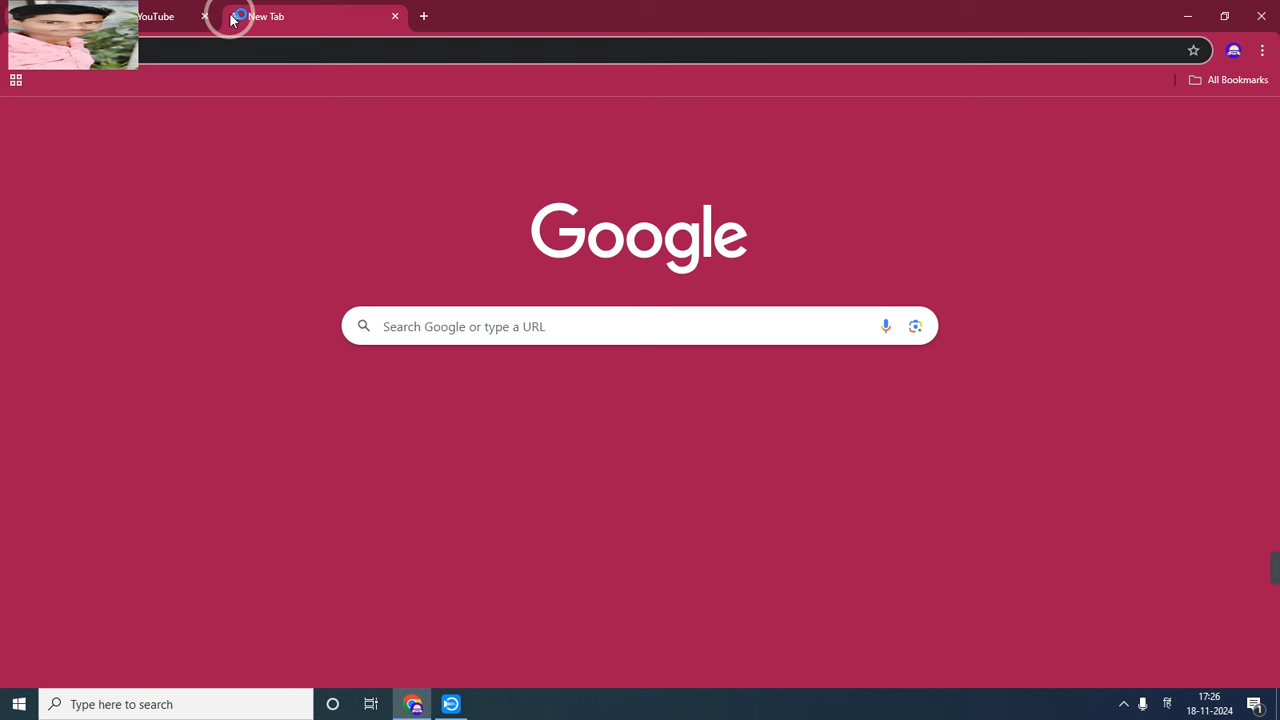 YouTube
New Tab
All Bookmarks
Google
Search Google or type a URL
Type here to search
17:26
18-11-2024